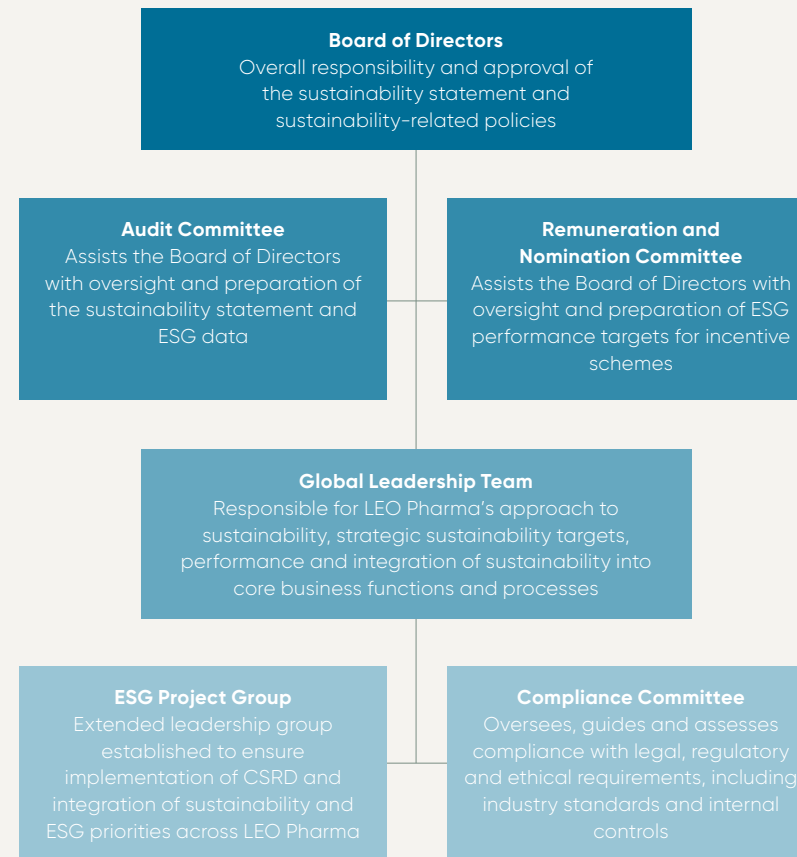 Board of Directors
Overall responsibility and approval of
the sustainability statement and
sustainability-related policies
Audit Committee
Assists the Board of Directors
with oversight and preparation of
the sustainability statement and
ESG data
Remuneration and
Nomination Committee
Assists the Board of Directors with
oversight and preparation of ESG
performance targets for incentive
schemes
Global Leadership Team
Responsible for LEO Pharma's approach to
sustainability, strategic sustainability targets,
performance and integration of sustainability into
core business functions and processes
ESG Project Group
Extended leadership group
established to ensure
implementation of CSRD and
integration of sustainability and
ESG priorities across LEO Pharma
Compliance Committee
Oversees, guides and assesses
compliance with legal, regulatory
and ethical requirements, including
industry standards and internal
controls